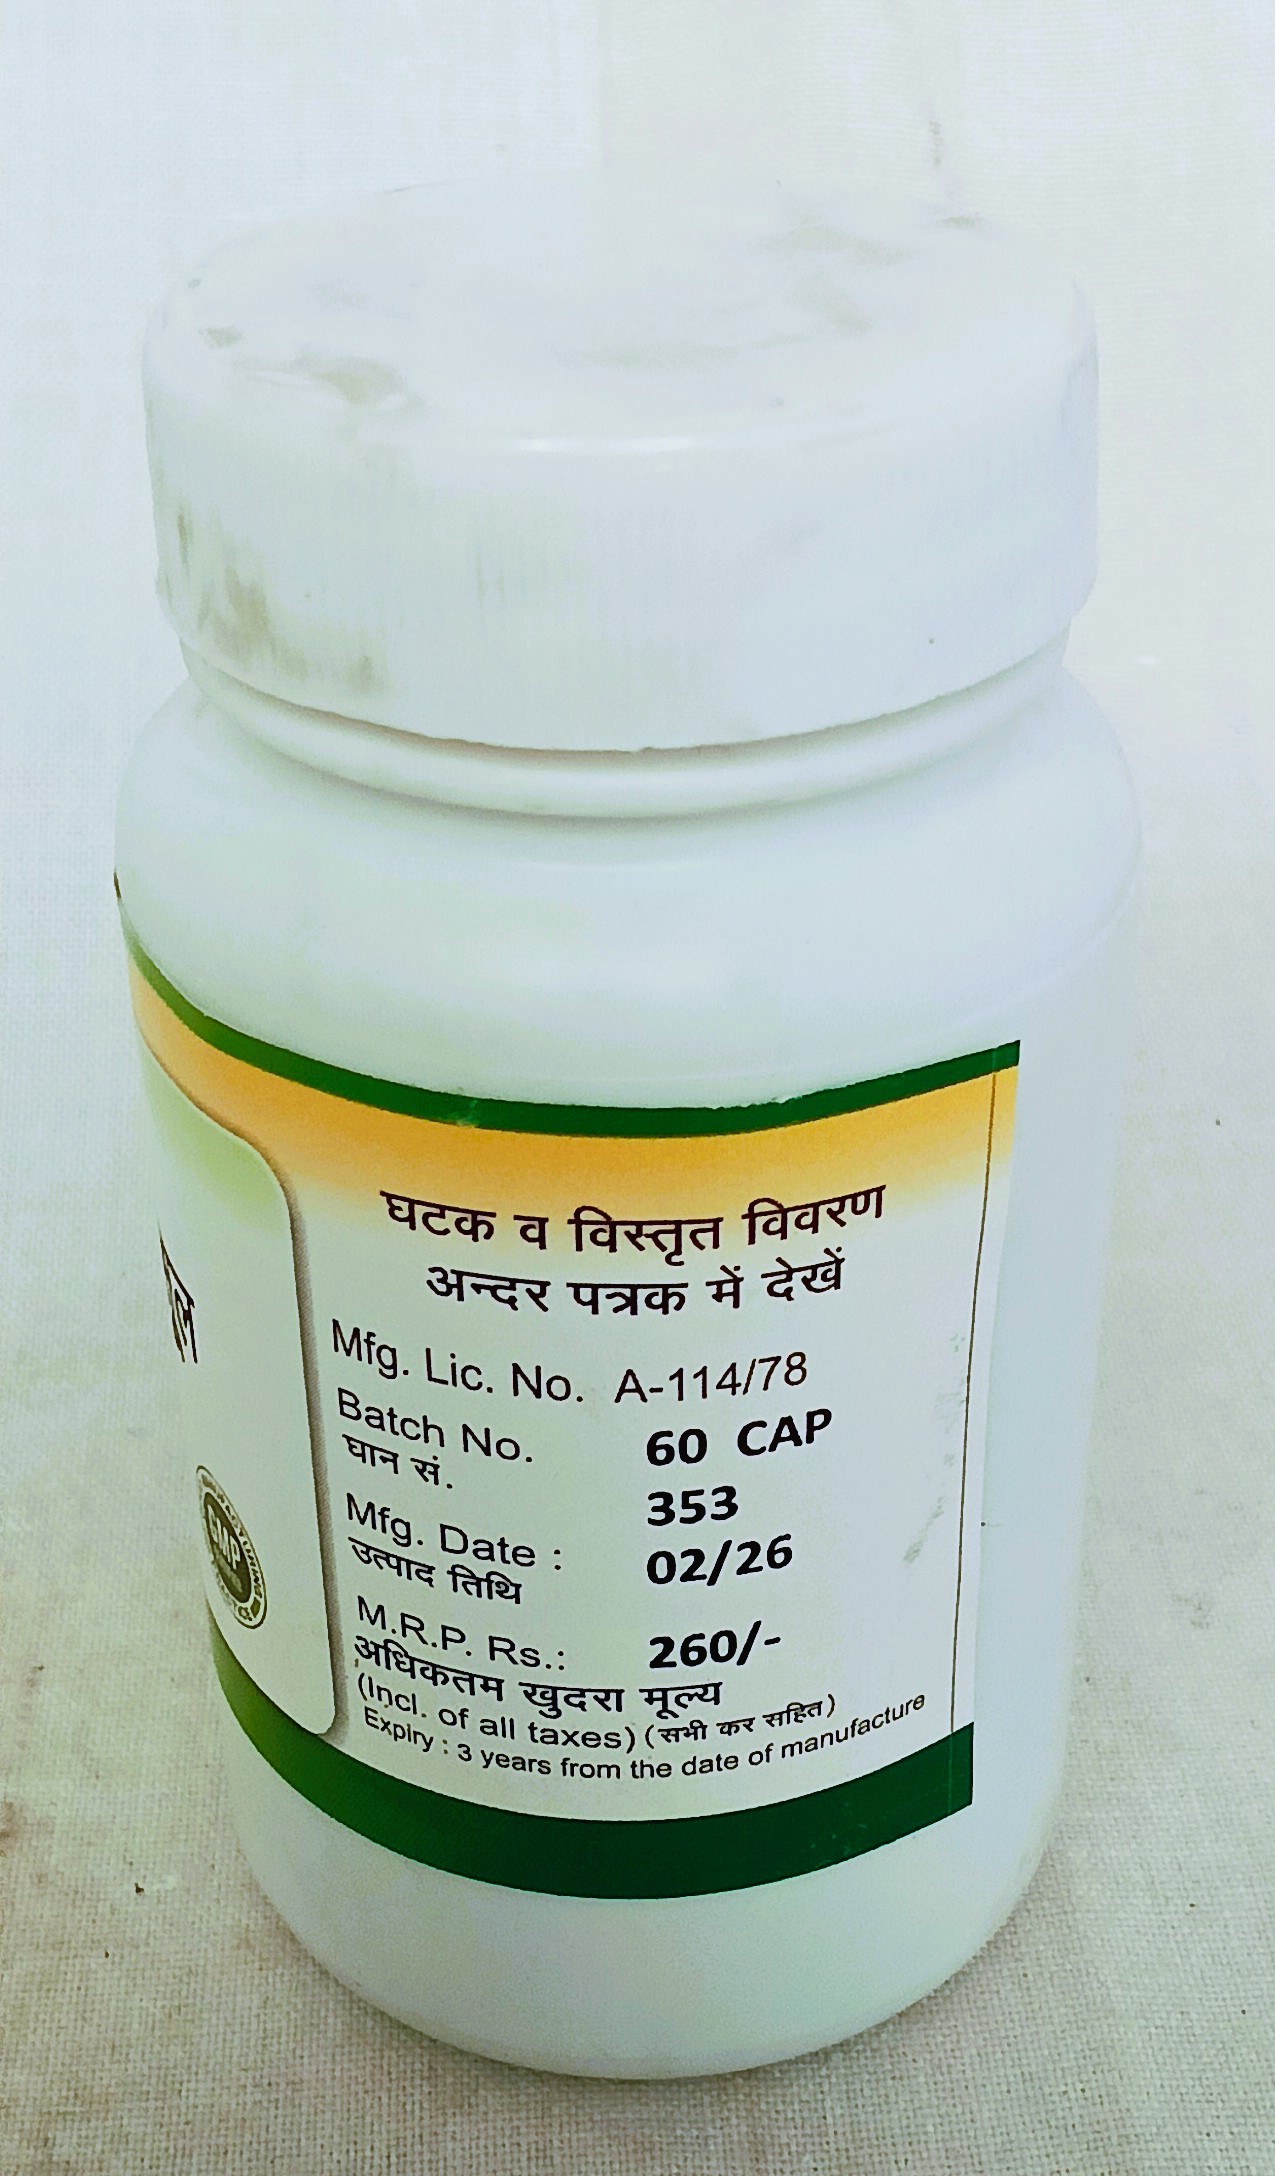 घटक व विस्तृत विवरण
अन्दर पत्रक में देखें
Mfg. Lic. No. A-114/78
Batch No. 60 CAP
घान सं.
353
Mfg. Date : 02/26
उत्पाद तिथि
M.R.P. Rs.: 260/-
अधिकतम खुदरा मूल्य
(Incl. of all taxes) (सभी कर सहित)
Expiry : 3 years from the date of manufacture
GMP